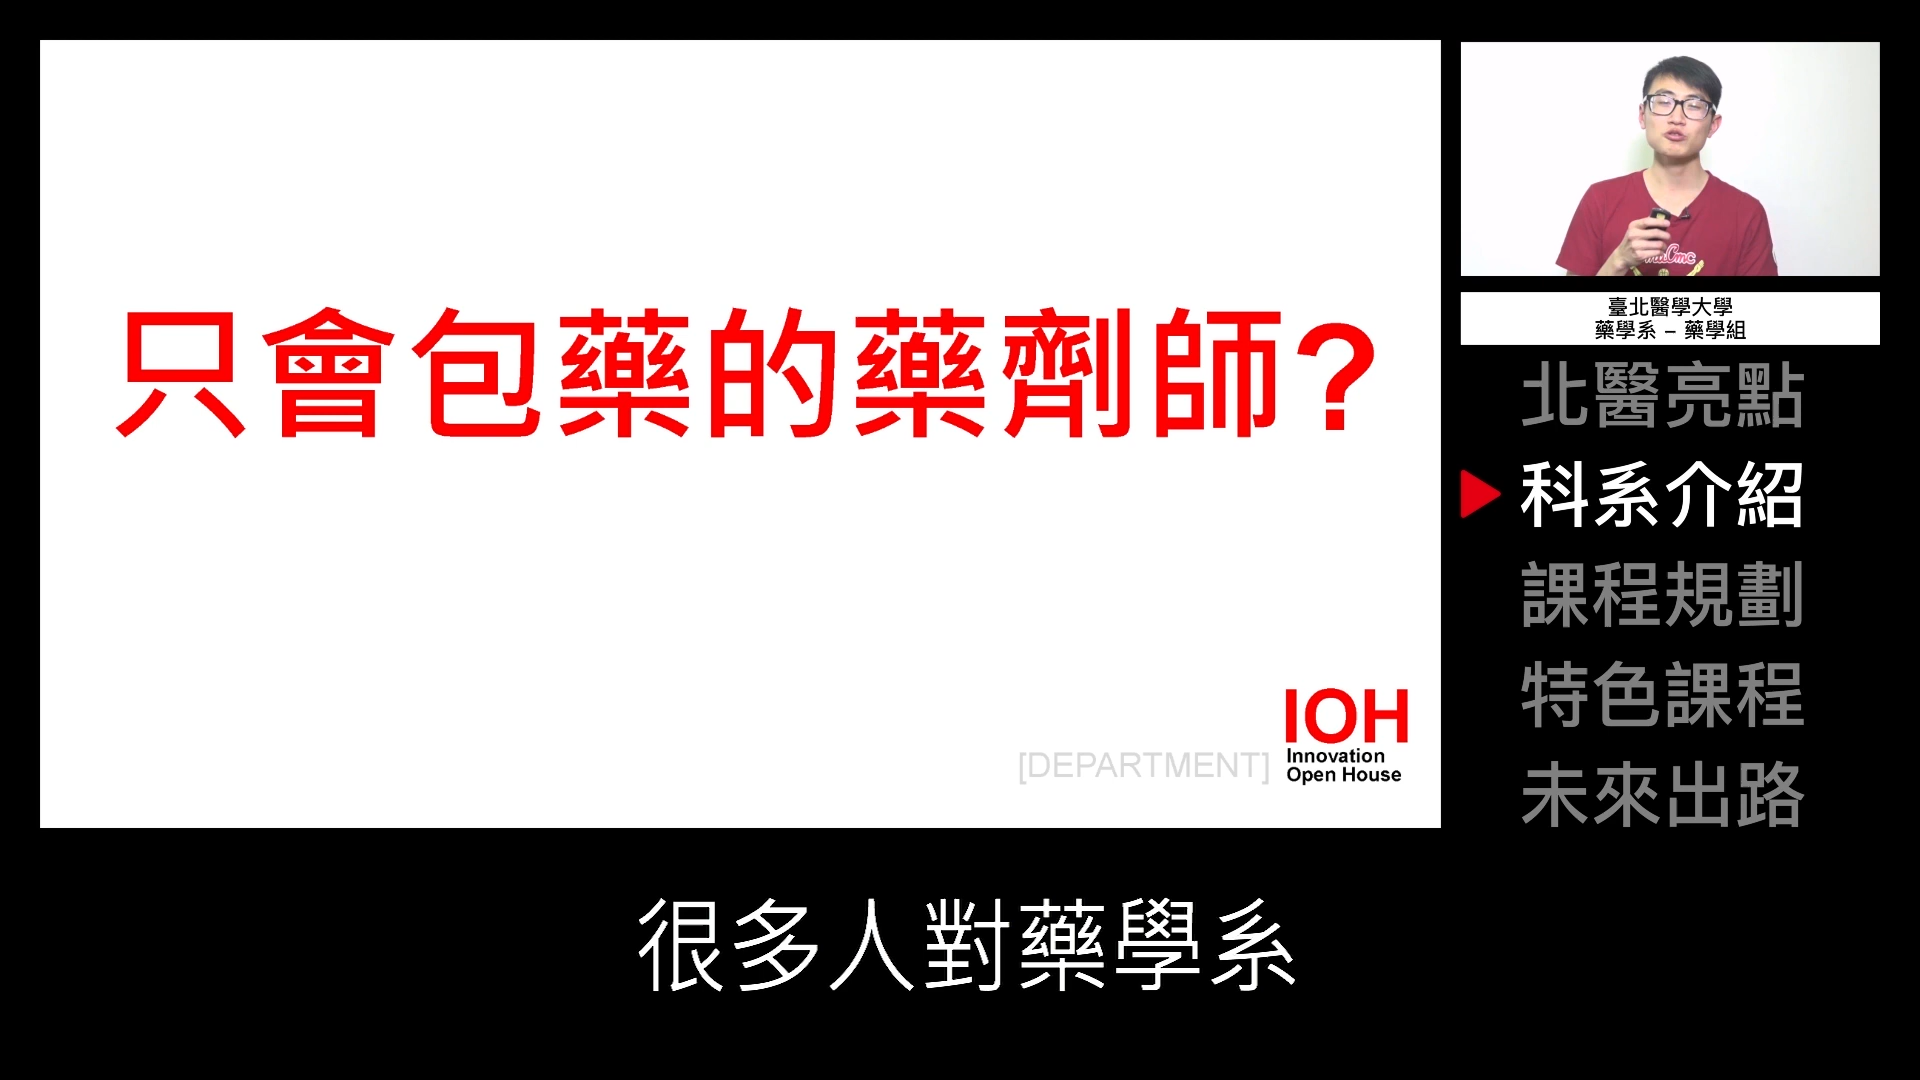 只會包藥的藥劑師?
[DEPARTMENT]
IOH
Innovation
Open House
臺北醫學大學
藥學系 – 藥學組
北醫亮點
科系介紹
課程規劃
特色課程
未來出路
很多人對藥學系